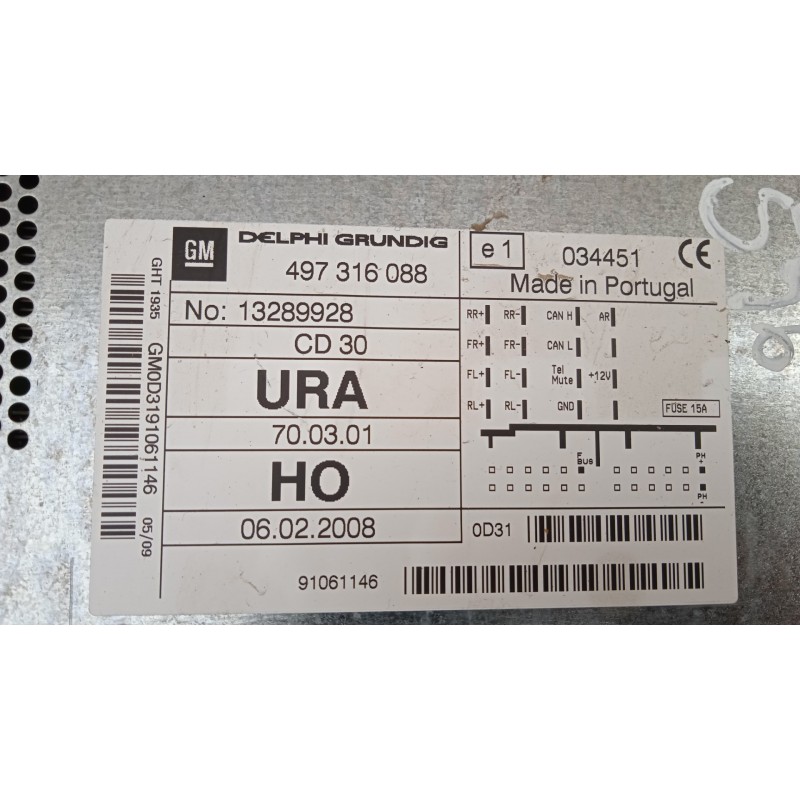 GM
DELPHI GRUNDIG
497 316 088
No: 13289928
CD 30
URA
70.03.01
HO
06.02.2008
e1
034451
CE
Made in Portugal
RR+ RR- CAN H AR
FR+ FR- CAN L
FL+ FL- Tel Mute +12V
RL+ RL- GND
FUSE 15A
F BUS
PH +
PH -
0D31
91061146
GHT 1935
GM0D3191061146
05/09